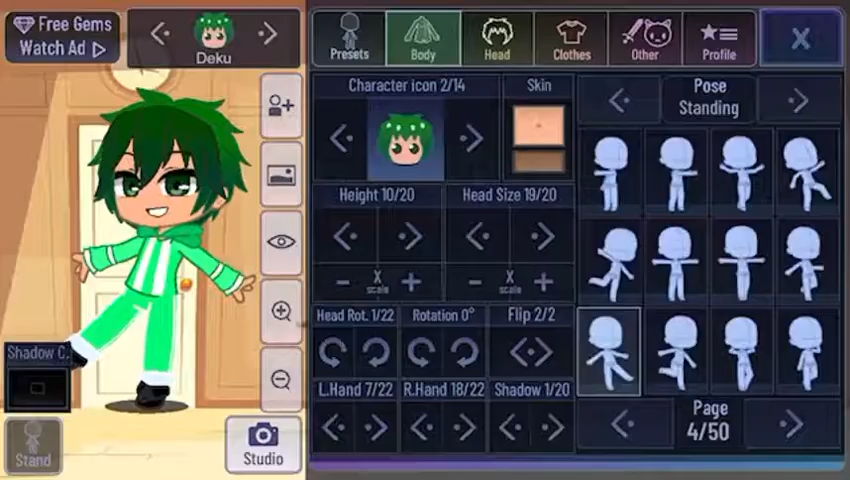 Free Gems
Watch Ad
Deku
Presets
Body
Head
Clothes
Other
Profile
X
Character icon 2/14
Skin
Pose
Standing
Height 10/20
Head Size 19/20
X
scale
X
scale
Head Rot. 1/22
Rotation 0°
Flip 2/2
L.Hand 7/22
R.Hand 18/22
Shadow 1/20
Shadow C.
Stand
Studio
Page
4/50